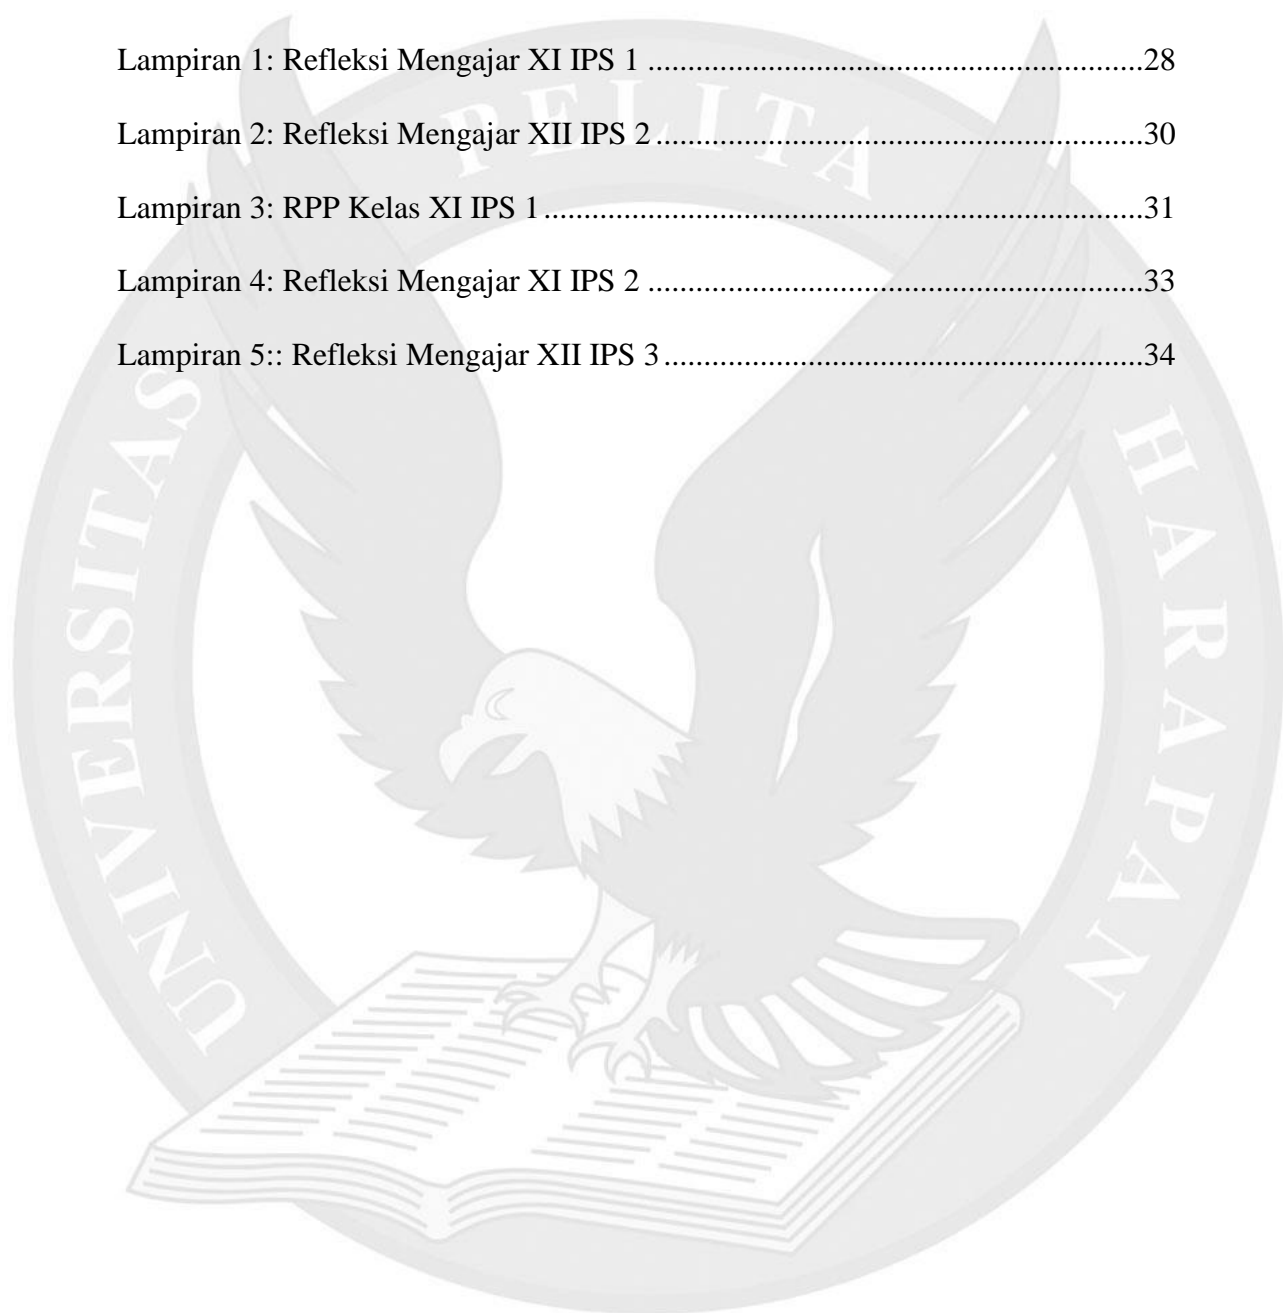 Lampiran 1: Refleksi Mengajar XI IPS 1 ..............................................................28
Lampiran 2: Refleksi Mengajar XII IPS 2 .............................................................30
Lampiran 3: RPP Kelas XI IPS 1 ...........................................................................31
Lampiran 4: Refleksi Mengajar XI IPS 2 ..............................................................33
Lampiran 5:: Refleksi Mengajar XII IPS 3 ............................................................34
UNIVERSITAS PELITA HARAPAN